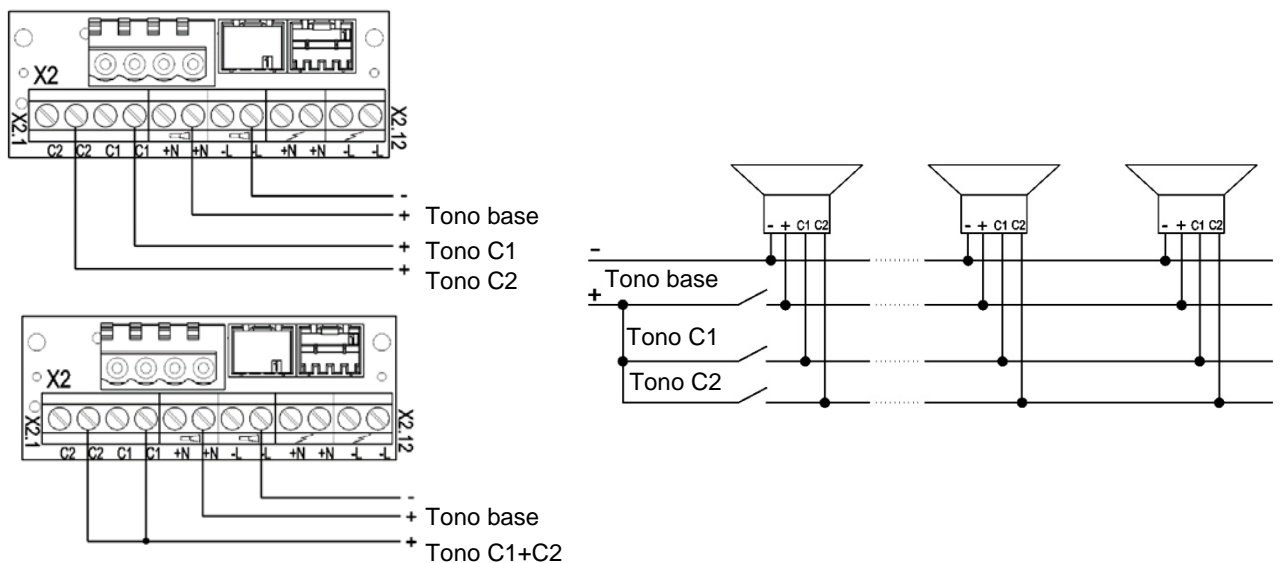 1
X2
X2.1
X2.12
C2 C2 C1 C1 +N +N -L -L +N +N -L -L
-
+ Tono base
+ Tono C1
+ Tono C2
1
X2
X2.1
X2.12
C2 C2 C1 C1 +N +N -L -L +N +N -L -L
-
+ Tono base
+ Tono C1+C2
- + C1 C2
- + C1 C2
- + C1 C2
-
Tono base
+
Tono C1
Tono C2